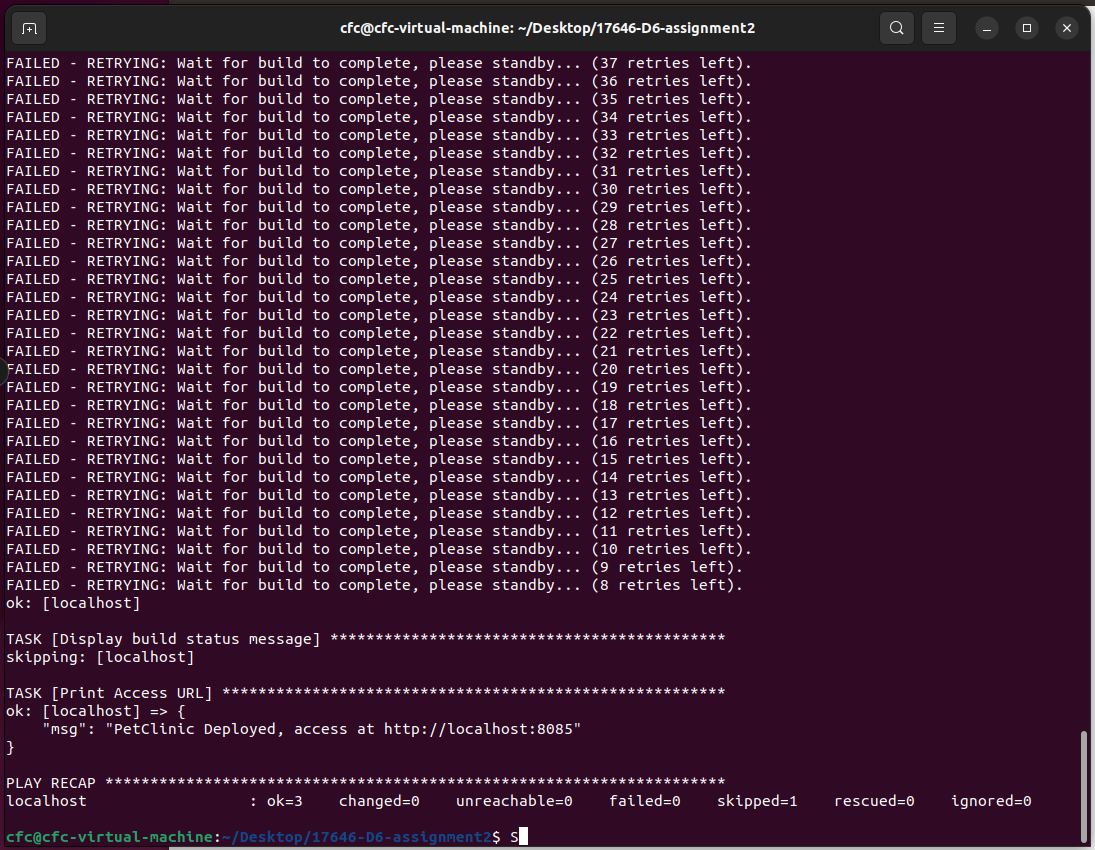 cfc@cfc-virtual-machine: ~/Desktop/17646-D6-assignment2
FAILED - RETRYING: Wait for build to complete, please standby... (37 retries left).
FAILED - RETRYING: Wait for build to complete, please standby... (36 retries left).
FAILED - RETRYING: Wait for build to complete, please standby... (35 retries left).
FAILED - RETRYING: Wait for build to complete, please standby... (34 retries left).
FAILED - RETRYING: Wait for build to complete, please standby... (33 retries left).
FAILED - RETRYING: Wait for build to complete, please standby... (32 retries left).
FAILED - RETRYING: Wait for build to complete, please standby... (31 retries left).
FAILED - RETRYING: Wait for build to complete, please standby... (30 retries left).
FAILED - RETRYING: Wait for build to complete, please standby... (29 retries left).
FAILED - RETRYING: Wait for build to complete, please standby... (28 retries left).
FAILED - RETRYING: Wait for build to complete, please standby... (27 retries left).
FAILED - RETRYING: Wait for build to complete, please standby... (26 retries left).
FAILED - RETRYING: Wait for build to complete, please standby... (25 retries left).
FAILED - RETRYING: Wait for build to complete, please standby... (24 retries left).
FAILED - RETRYING: Wait for build to complete, please standby... (23 retries left).
FAILED - RETRYING: Wait for build to complete, please standby... (22 retries left).
FAILED - RETRYING: Wait for build to complete, please standby... (21 retries left).
FAILED - RETRYING: Wait for build to complete, please standby... (20 retries left).
FAILED - RETRYING: Wait for build to complete, please standby... (19 retries left).
FAILED - RETRYING: Wait for build to complete, please standby... (18 retries left).
FAILED - RETRYING: Wait for build to complete, please standby... (17 retries left).
FAILED - RETRYING: Wait for build to complete, please standby... (16 retries left).
FAILED - RETRYING: Wait for build to complete, please standby... (15 retries left).
FAILED - RETRYING: Wait for build to complete, please standby... (14 retries left).
FAILED - RETRYING: Wait for build to complete, please standby... (13 retries left).
FAILED - RETRYING: Wait for build to complete, please standby... (12 retries left).
FAILED - RETRYING: Wait for build to complete, please standby... (11 retries left).
FAILED - RETRYING: Wait for build to complete, please standby... (10 retries left).
FAILED - RETRYING: Wait for build to complete, please standby... (9 retries left).
FAILED - RETRYING: Wait for build to complete, please standby... (8 retries left).
ok: [localhost]
TASK [Display build status message] ********************************************
skipping: [localhost]
TASK [Print Access URL] ********************************************************
ok: [localhost] => {
    "msg": "PetClinic Deployed, access at http://localhost:8085"
}
PLAY RECAP *********************************************************************
localhost                  : ok=3    changed=0    unreachable=0    failed=0    skipped=1    rescued=0    ignored=0
cfc@cfc-virtual-machine:~/Desktop/17646-D6-assignment2$ S